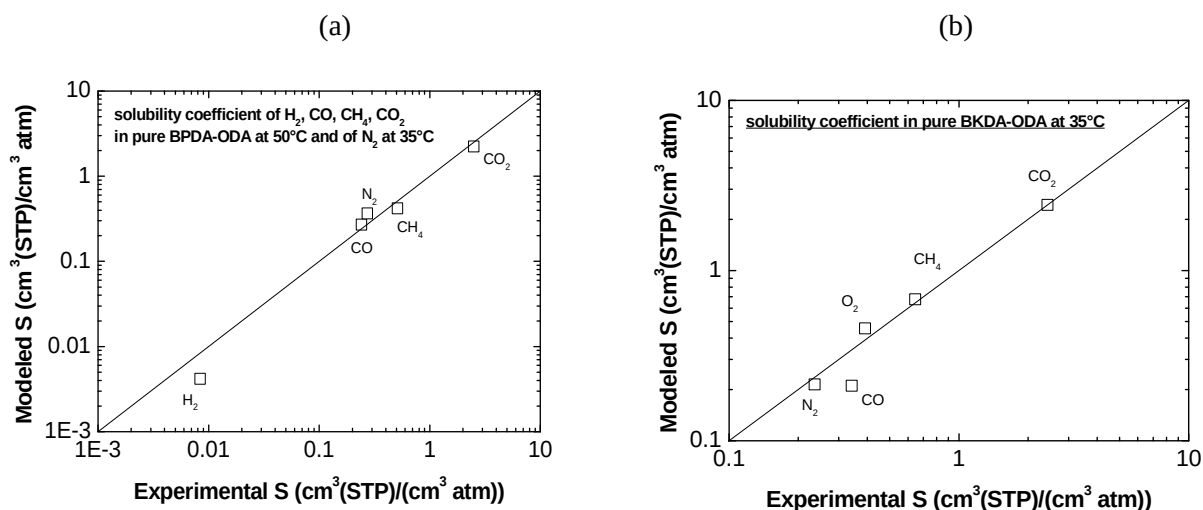 (a)
10
1
0.1
0.01
1E-3
1E-3
0.01
0.1
1
10
Modeled S (cm³(STP)/cm³ atm)
Experimental S (cm³(STP)/(cm³ atm))
solubility coefficient of H₂, CO, CH₄, CO₂
in pure BPDA-ODA at 50°C and of N₂ at 35°C
CO₂
N₂
CH₄
CO
H₂
(b)
10
1
0.1
0.1
1
10
Modeled S (cm³(STP)/cm³ atm)
Experimental S (cm³(STP)/(cm³ atm))
solubility coefficient in pure BKDA-ODA at 35°C
CO₂
CH₄
O₂
N₂
CO